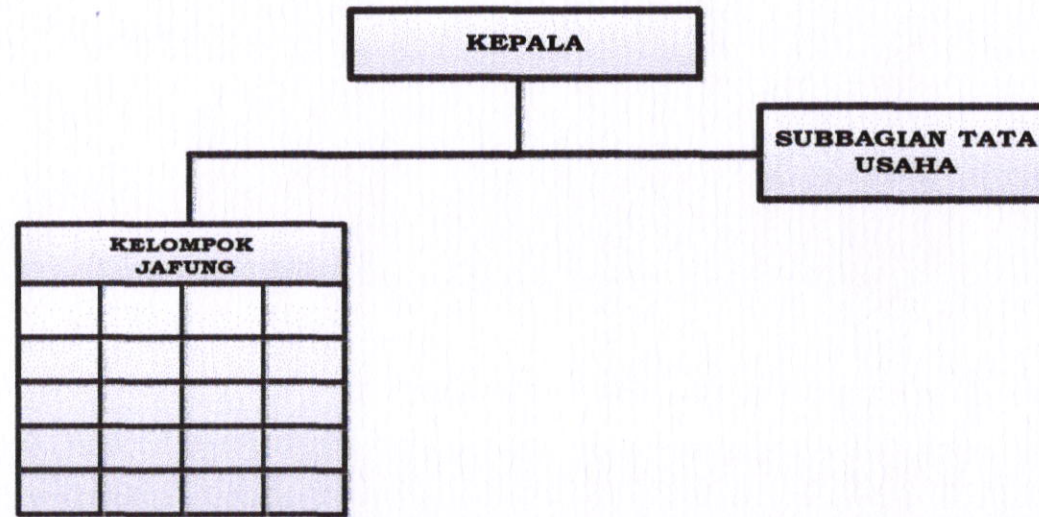 KEPALA
SUBBAGIAN TATA
USAHA
KELOMPOK
JAFUNG